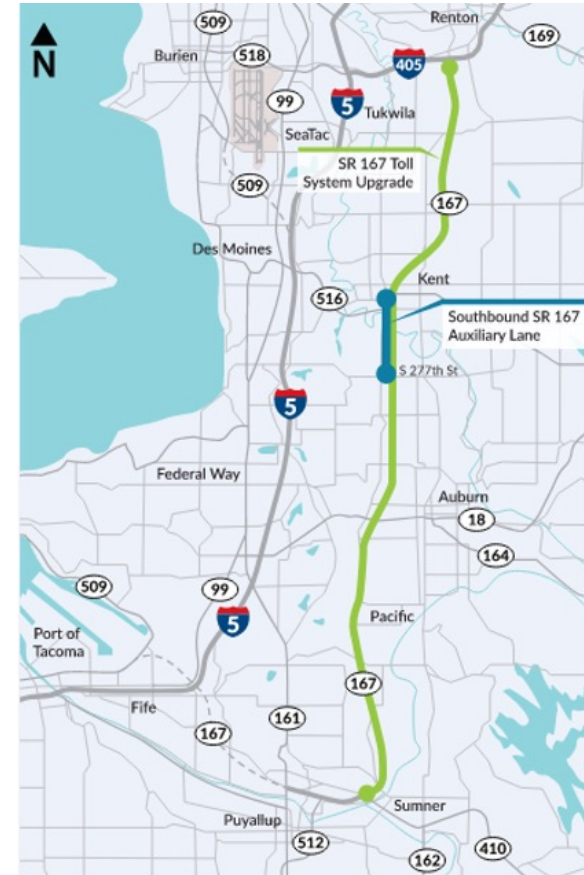 Renton
509
169
Burien
518
405
N
99
5
Tukwila
SeaTac
SR 167 Toll
System Upgrade
509
167
Des Moines
Kent
516
Southbound SR 167
Auxiliary Lane
S 277th St
5
Federal Way
Auburn
18
164
509
99
5
Pacific
Port of
Tacoma
167
Fife
161
167
Sumner
Puyallup
512
410
162